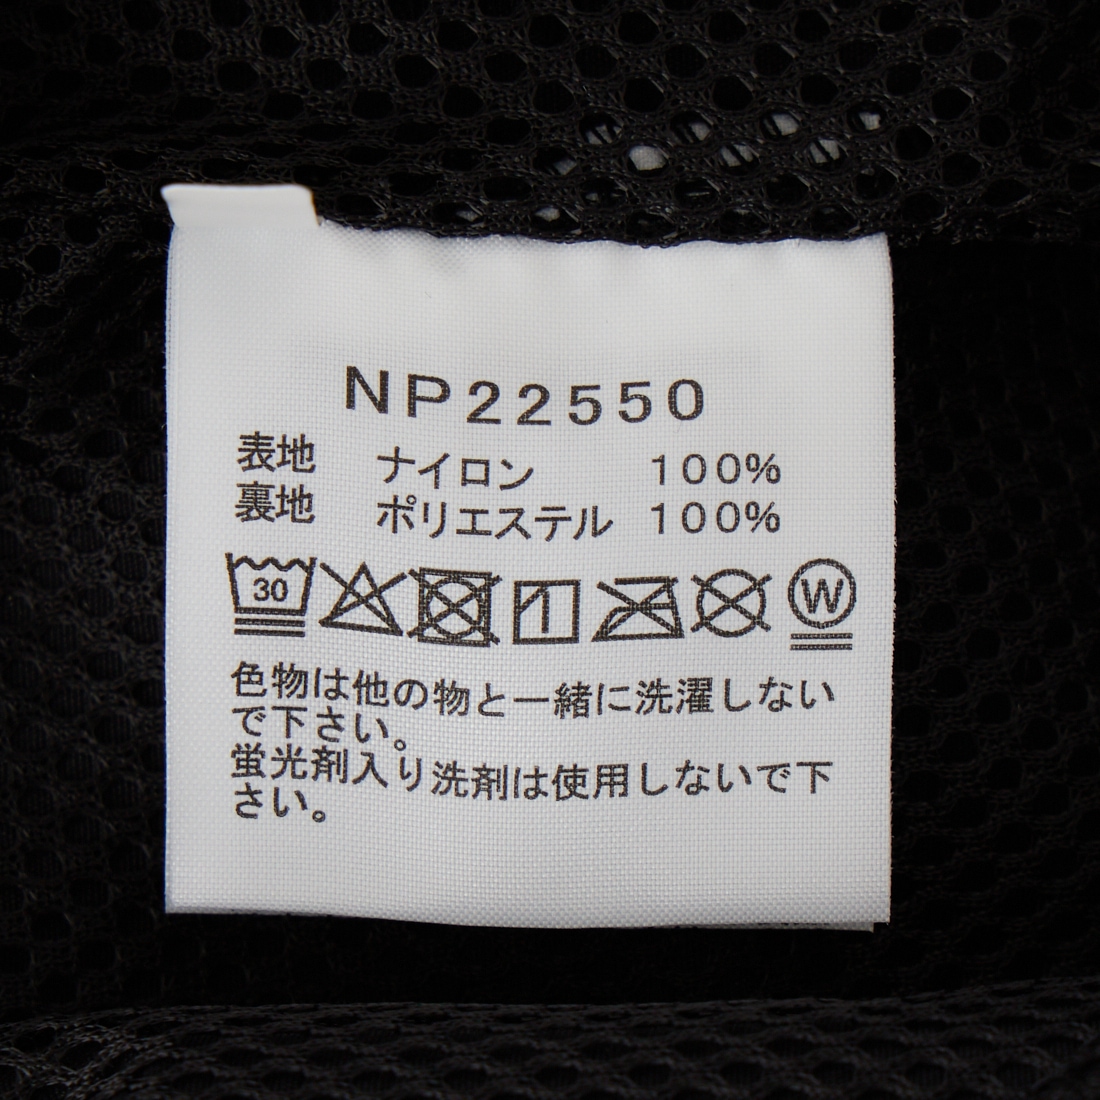 NP22550
表地 ナイロン 100%
裏地 ポリエステル 100%
30 W
色物は他の物と一緒に洗濯しない
で下さい。
蛍光剤入り洗剤は使用しないで下
さい。